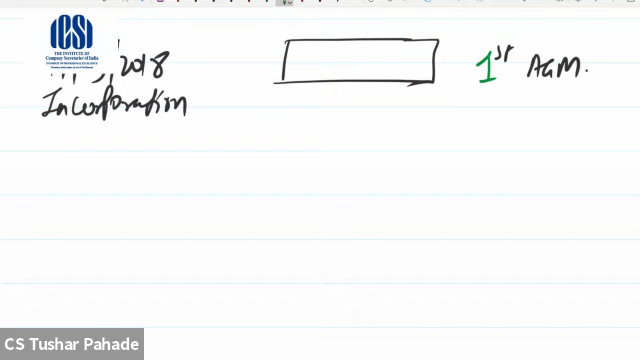 ICSI
THE INSTITUTE OF
Company Secretaries of India
/2018
Incorporation
1st AGM.
CS Tushar Pahade